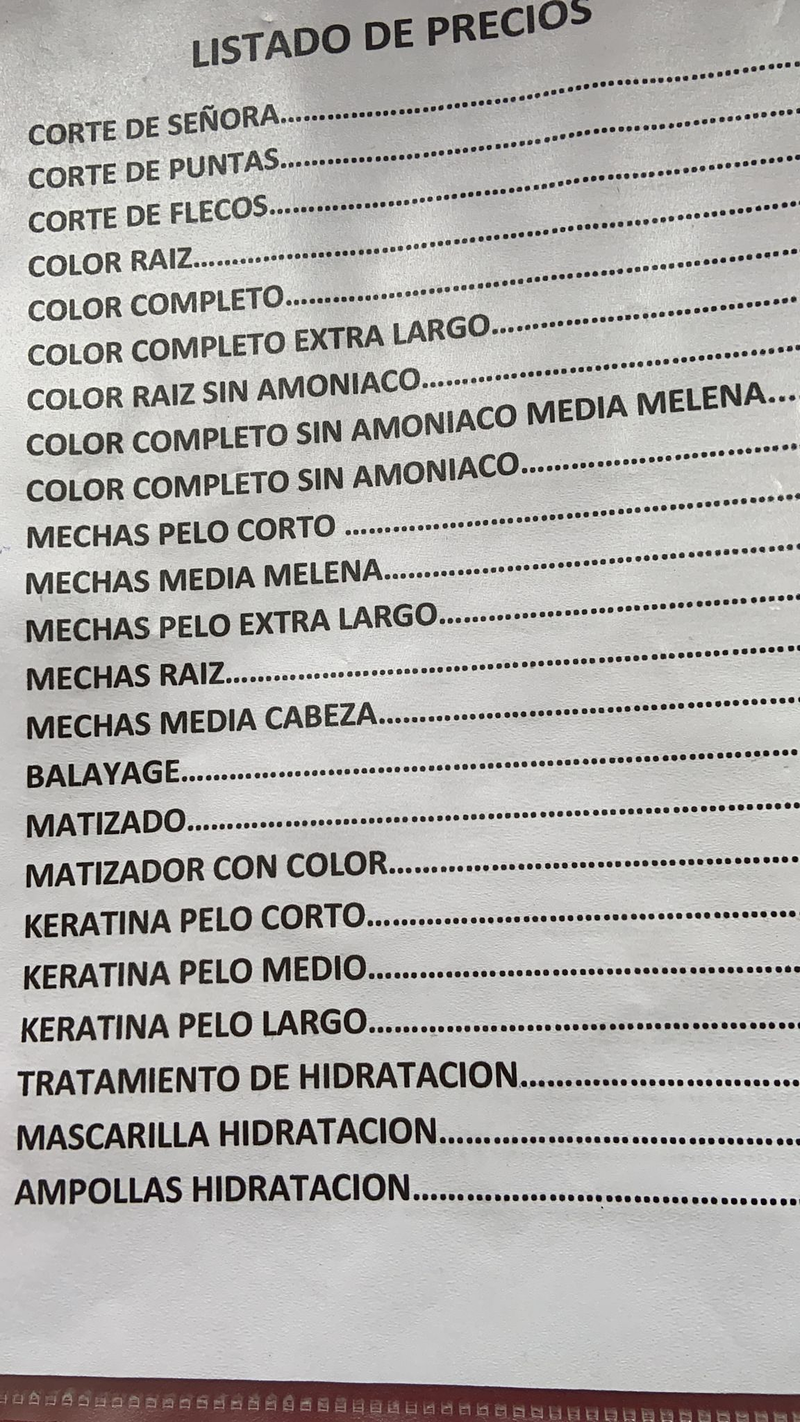 LISTADO DE PRECIOS
CORTE DE SEÑORA..........
CORTE DE PUNTAS..........
CORTE DE FLECOS..........
COLOR RAIZ..........
COLOR COMPLETO..........
COLOR COMPLETO EXTRA LARGO..........
COLOR RAIZ SIN AMONIACO..........
COLOR COMPLETO SIN AMONIACO MEDIA MELENA....
COLOR COMPLETO SIN AMONIACO..........
MECHAS PELO CORTO ..........
MECHAS MEDIA MELENA..........
MECHAS PELO EXTRA LARGO..........
MECHAS RAIZ..........
MECHAS MEDIA CABEZA..........
BALAYAGE..........
MATIZADO..........
MATIZADOR CON COLOR..........
KERATINA PELO CORTO..........
KERATINA PELO MEDIO..........
KERATINA PELO LARGO..........
TRATAMIENTO DE HIDRATACION..........
MASCARILLA HIDRATACION..........
AMPOLLAS HIDRATACION..........